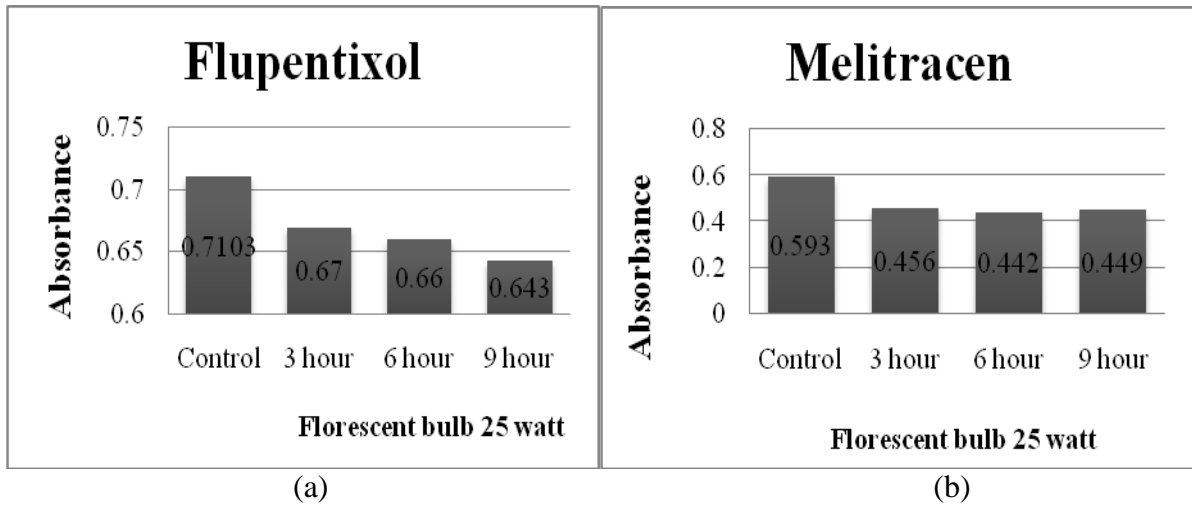 Flupentixol
Absorbance
0.75
0.7
0.65
0.6
0.7103
0.67
0.66
0.643
Control 3 hour 6 hour 9 hour
Florescent bulb 25 watt
(a)
Melitracen
Absorbance
0.8
0.6
0.4
0.2
0
0.593
0.456
0.442
0.449
Control 3 hour 6 hour 9 hour
Florescent bulb 25 watt
(b)